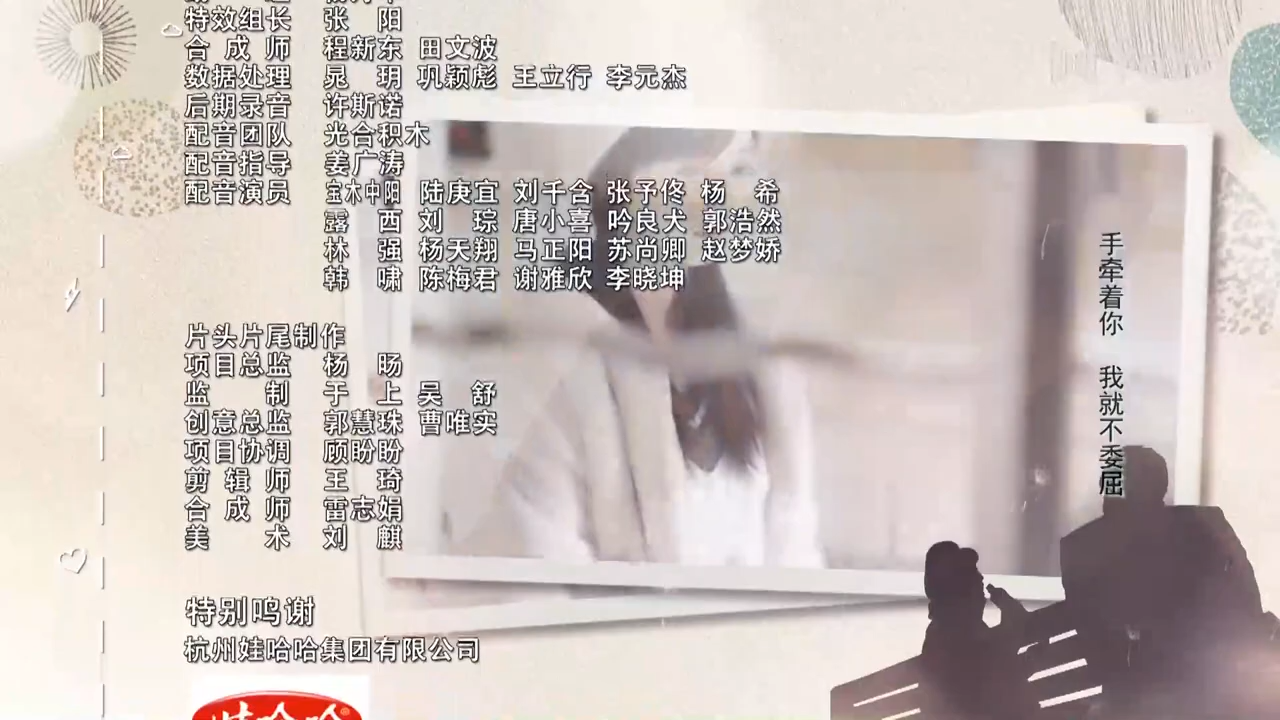 特效组长 张 阳
合成师 程新东 田文波
数据处理 晁 玥 巩颖彪 王立行 李元杰
后期录音 许斯诺
配音团队 光合积木
配音指导 姜广涛
配音演员 宝木中阳 陆庚宜 刘千含 张予佟 杨 希
露 西 刘 琮 唐小喜 吟良犬 郭浩然
林 强 杨天翔 马正阳 苏尚卿 赵梦娇
韩 啸 陈梅君 谢雅欣 李晓坤
片头片尾制作
项目总监 杨 旸
监 制 于 上 吴 舒
创意总监 郭慧珠 曹唯实
项目协调 顾盼盼
剪辑师 王 琦
合成师 雷志娟
美 术 刘 麒
特别鸣谢
杭州娃哈哈集团有限公司
娃哈哈®
手牵着你 我就不委屈